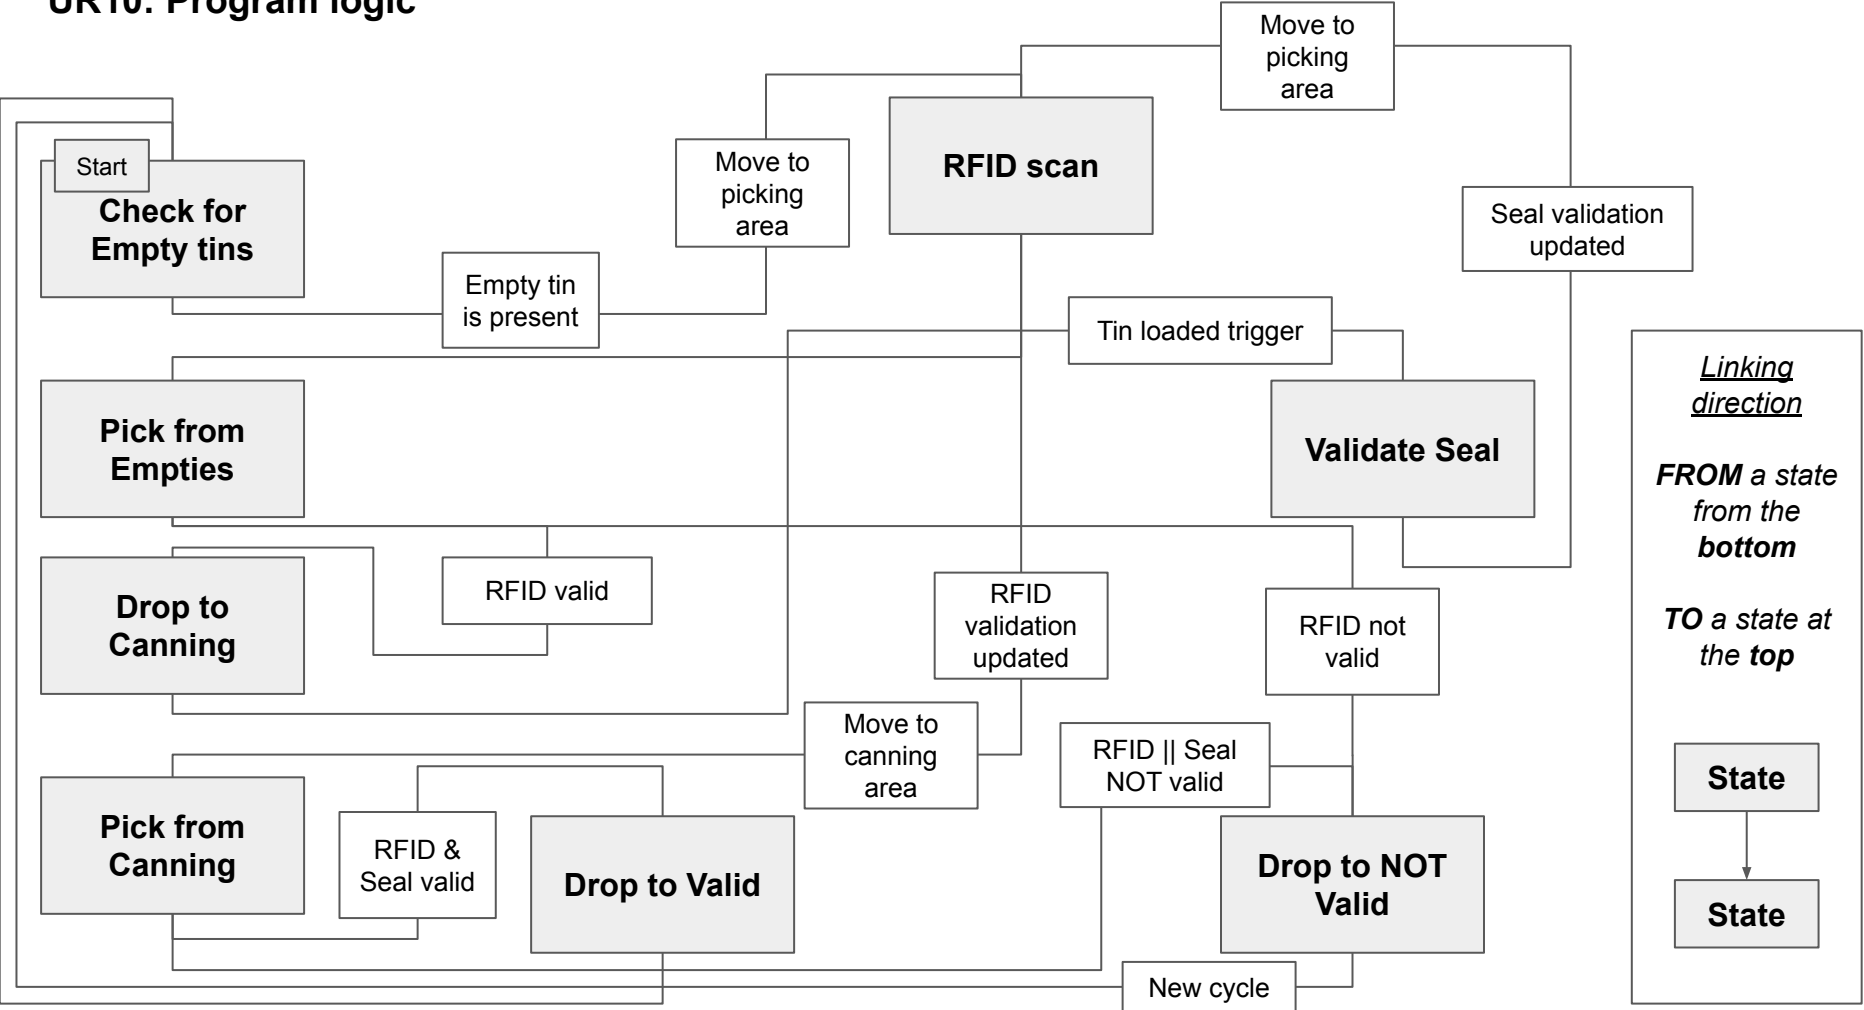 UR10: Program logic
Move to
picking
area
Start
Check for
Empty tins
Move to
picking
area
RFID scan
Seal validation
updated
Empty tin
is present
Tin loaded trigger
Pick from
Empties
Validate Seal
Linking
direction
FROM a state
from the
bottom
TO a state at
the top
State
State
Drop to
Canning
RFID valid
RFID
validation
updated
RFID not
valid
Move to
canning
area
RFID || Seal
NOT valid
Pick from
Canning
RFID &
Seal valid
Drop to Valid
Drop to NOT
Valid
New cycle